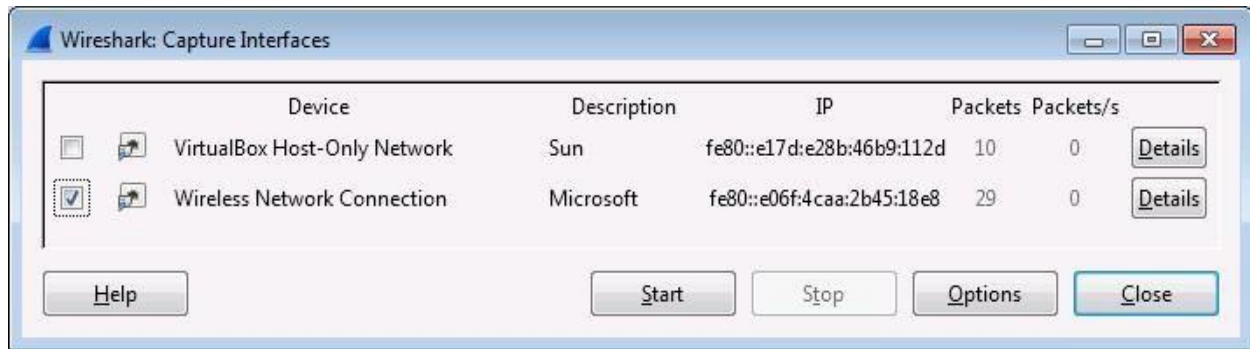 Wireshark: Capture Interfaces
Device Description IP Packets Packets/s
VirtualBox Host-Only Network Sun fe80::e17d:e28b:46b9:112d 10 0 Details
Wireless Network Connection Microsoft fe80::e06f:4caa:2b45:18e8 29 0 Details
Help Start Stop Options Close